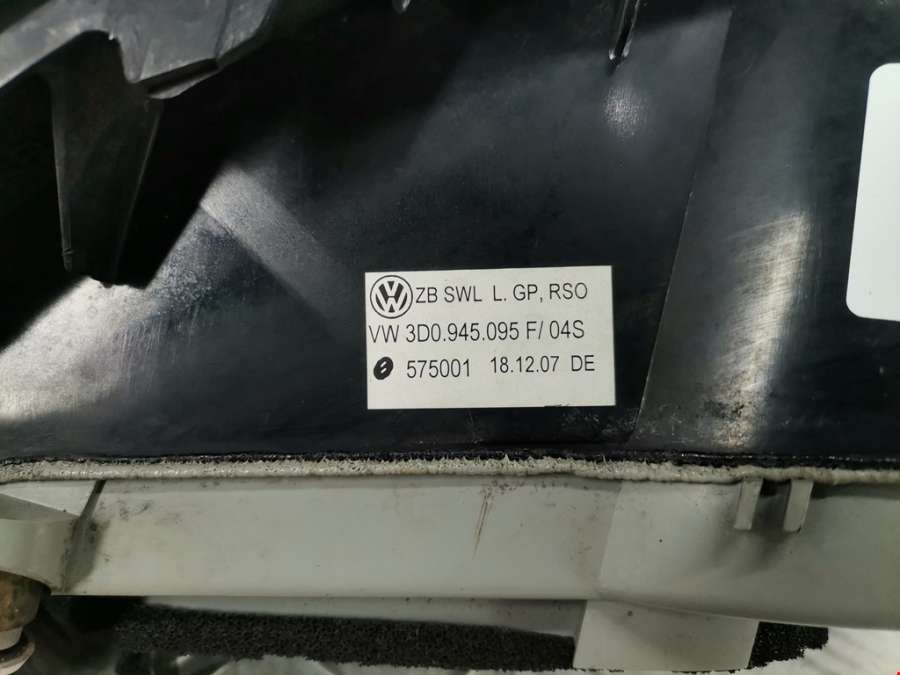 ZB SWL L. GP, RSO
VW 3D0.945.095 F/ 04S
575001 18.12.07 DE